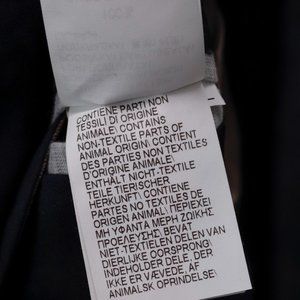 100%
CONTIENE PARTI NON
TESSILI DI ORIGINE
ANIMALE\ CONTAINS
NON-TEXTILE PARTS OF
ANIMAL ORIGIN\ CONTIENT
DES PARTIES NON TEXTILES
D'ORIGINE ANIMALE\
ENTHÄLT NICHT-TEXTILE
TEILE TIERISCHER
HERKUNFT\ CONTIENE
PARTES NO TEXTILES DE
ORIGEN ANIMAL\ ΠΕΡΙΕΧΕΙ
ΜΗ ΥΦΑΝΤΑ ΜΕΡΗ ΖΩΙΚΗΣ
ΠΡΟΕΛΕΥΣΗΣ\ BEVAT
NIET-TEXTIELEN DELEN VAN
DIERLIJKE OORSPRONG\
INDEHOLDER DELE, DER
IKKE ER VÆVEDE, AF
ANIMALSK OPRINDELSE\